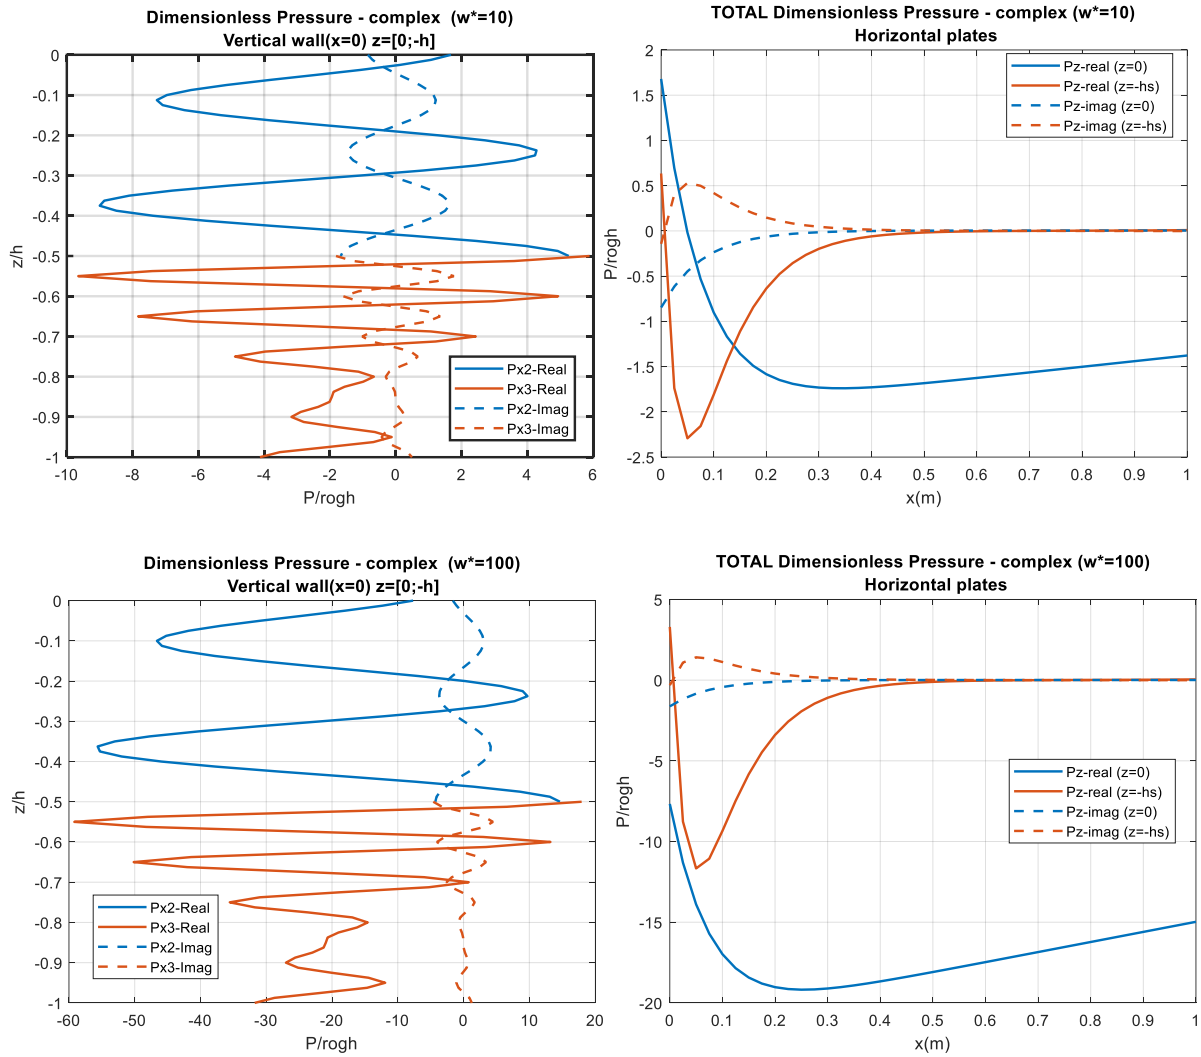 Dimensionless Pressure - complex  (w*=10)
Vertical wall(x=0) z=[0;-h]
0
-0.1
-0.2
-0.3
-0.4
-0.5
-0.6
-0.7
-0.8
-0.9
-1
z/h
-10
-8
-6
-4
-2
0
2
4
6
P/rogh
Px2-Real
Px3-Real
Px2-Imag
Px3-Imag
TOTAL Dimensionless Pressure - complex (w*=10)
Horizontal plates
2
1.5
1
0.5
0
-0.5
-1
-1.5
-2
-2.5
P/rogh
0
0.1
0.2
0.3
0.4
0.5
0.6
0.7
0.8
0.9
1
x(m)
Pz-real (z=0)
Pz-real (z=-hs)
Pz-imag (z=0)
Pz-imag (z=-hs)
Dimensionless Pressure - complex  (w*=100)
Vertical wall(x=0) z=[0;-h]
0
-0.1
-0.2
-0.3
-0.4
-0.5
-0.6
-0.7
-0.8
-0.9
-1
z/h
-60
-50
-40
-30
-20
-10
0
10
20
P/rogh
Px2-Real
Px3-Real
Px2-Imag
Px3-Imag
TOTAL Dimensionless Pressure - complex (w*=100)
Horizontal plates
5
0
-5
-10
-15
-20
P/rogh
0
0.1
0.2
0.3
0.4
0.5
0.6
0.7
0.8
0.9
1
x(m)
Pz-real (z=0)
Pz-real (z=-hs)
Pz-imag (z=0)
Pz-imag (z=-hs)